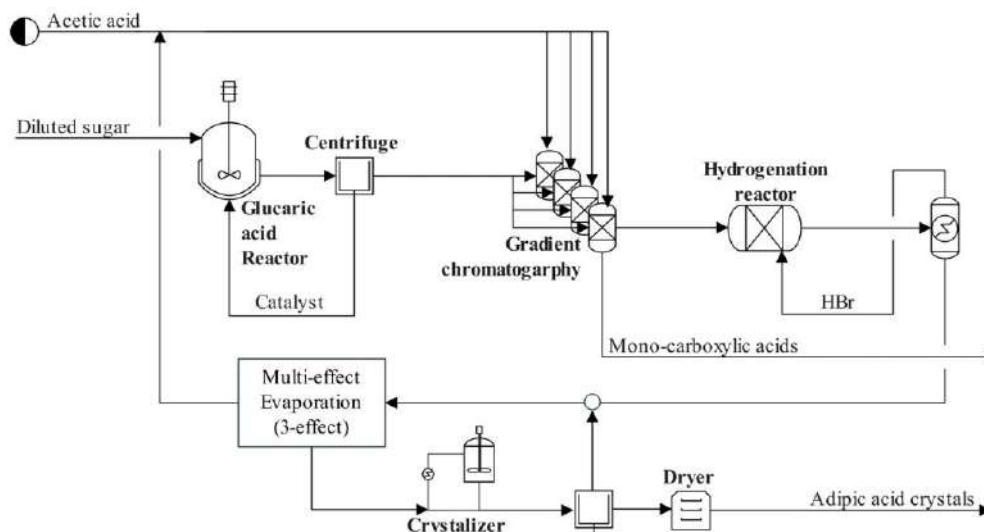 Acetic acid
Diluted sugar
Centrifuge
Glucaric
acid
Reactor
Catalyst
Gradient
chromatogarphy
Hydrogenation
reactor
HBr
Mono-carboxylic acids
Multi-effect
Evaporation
(3-effect)
Crystalizer
Dryer
Adipic acid crystals